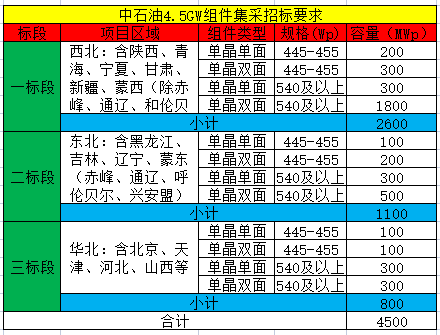 中石油4.5GW组件集采招标要求
标段 项目区域 组件类型 规格(Wp) 容量(MWp)
一标段
西北：含陕西、青
海、宁夏、甘肃、
新疆、蒙西（除赤
峰、通辽、和伦贝
单晶单面 445-455 200
单晶双面 445-455 300
单晶单面 540及以上 300
单晶双面 540及以上 1800
小计 2600
二标段
东北：含黑龙江、
吉林、辽宁、蒙东
（赤峰、通辽、呼
伦贝尔、兴安盟）
单晶单面 445-455 100
单晶双面 445-455 200
单晶单面 540及以上 300
单晶双面 540及以上 500
小计 1100
三标段
华北：含北京、天
津、河北、山西等
单晶单面 445-455 100
单晶双面 445-455 100
单晶单面 540及以上 300
单晶双面 540及以上 300
小计 800
合计 4500